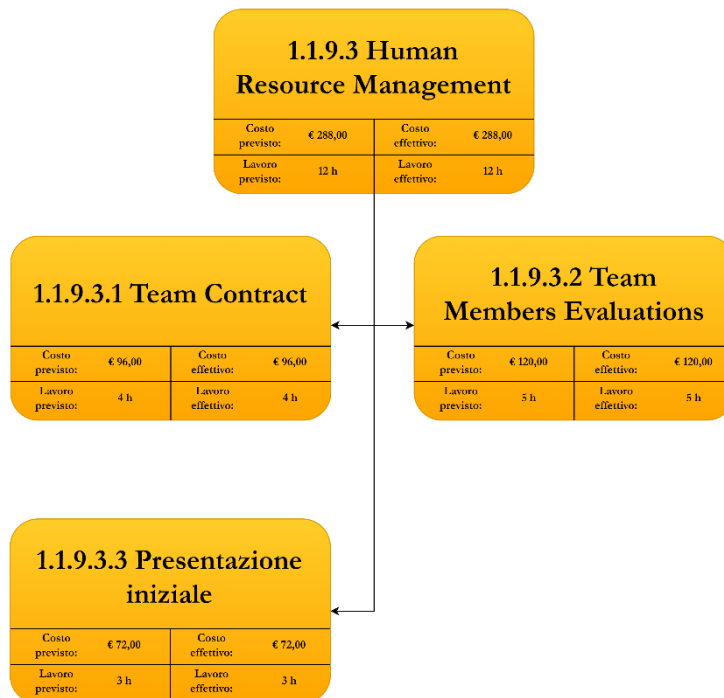 1.1.9.3 Human
Resource Management
Costo
previsto:
€ 288,00
Costo
effettivo:
€ 288,00
Lavoro
previsto:
12 h
Lavoro
effettivo:
12 h
1.1.9.3.1 Team Contract
Costo
previsto:
€ 96,00
Costo
effettivo:
€ 96,00
Lavoro
previsto:
4 h
Lavoro
effettivo:
4 h
1.1.9.3.2 Team
Members Evaluations
Costo
previsto:
€ 120,00
Costo
effettivo:
€ 120,00
Lavoro
previsto:
5 h
Lavoro
effettivo:
5 h
1.1.9.3.3 Presentazione
iniziale
Costo
previsto:
€ 72,00
Costo
effettivo:
€ 72,00
Lavoro
previsto:
3 h
Lavoro
effettivo:
3 h